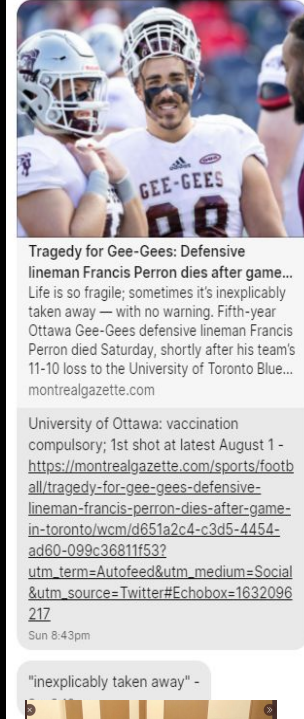 GEE-GEES
Tragedy for Gee-Gees: Defensive
lineman Francis Perron dies after game...
Life is so fragile; sometimes it's inexplicably
taken away — with no warning. Fifth-year
Ottawa Gee-Gees defensive lineman Francis
Perron died Saturday, shortly after his team's
11-10 loss to the University of Toronto Blue...
montrealgazette.com
University of Ottawa: vaccination
compulsory; 1st shot at latest August 1 -
https://montrealgazette.com/sports/footb
all/tragedy-for-gee-gees-defensive-
lineman-francis-perron-dies-after-game-
in-toronto/wcm/d651a2c4-c3d5-4454-
ad60-099c36811f53?
utm_term=Autofeed&utm_medium=Social
&utm_source=Twitter#Echobox=1632096
217
Sun 8:43pm
"inexplicably taken away" -